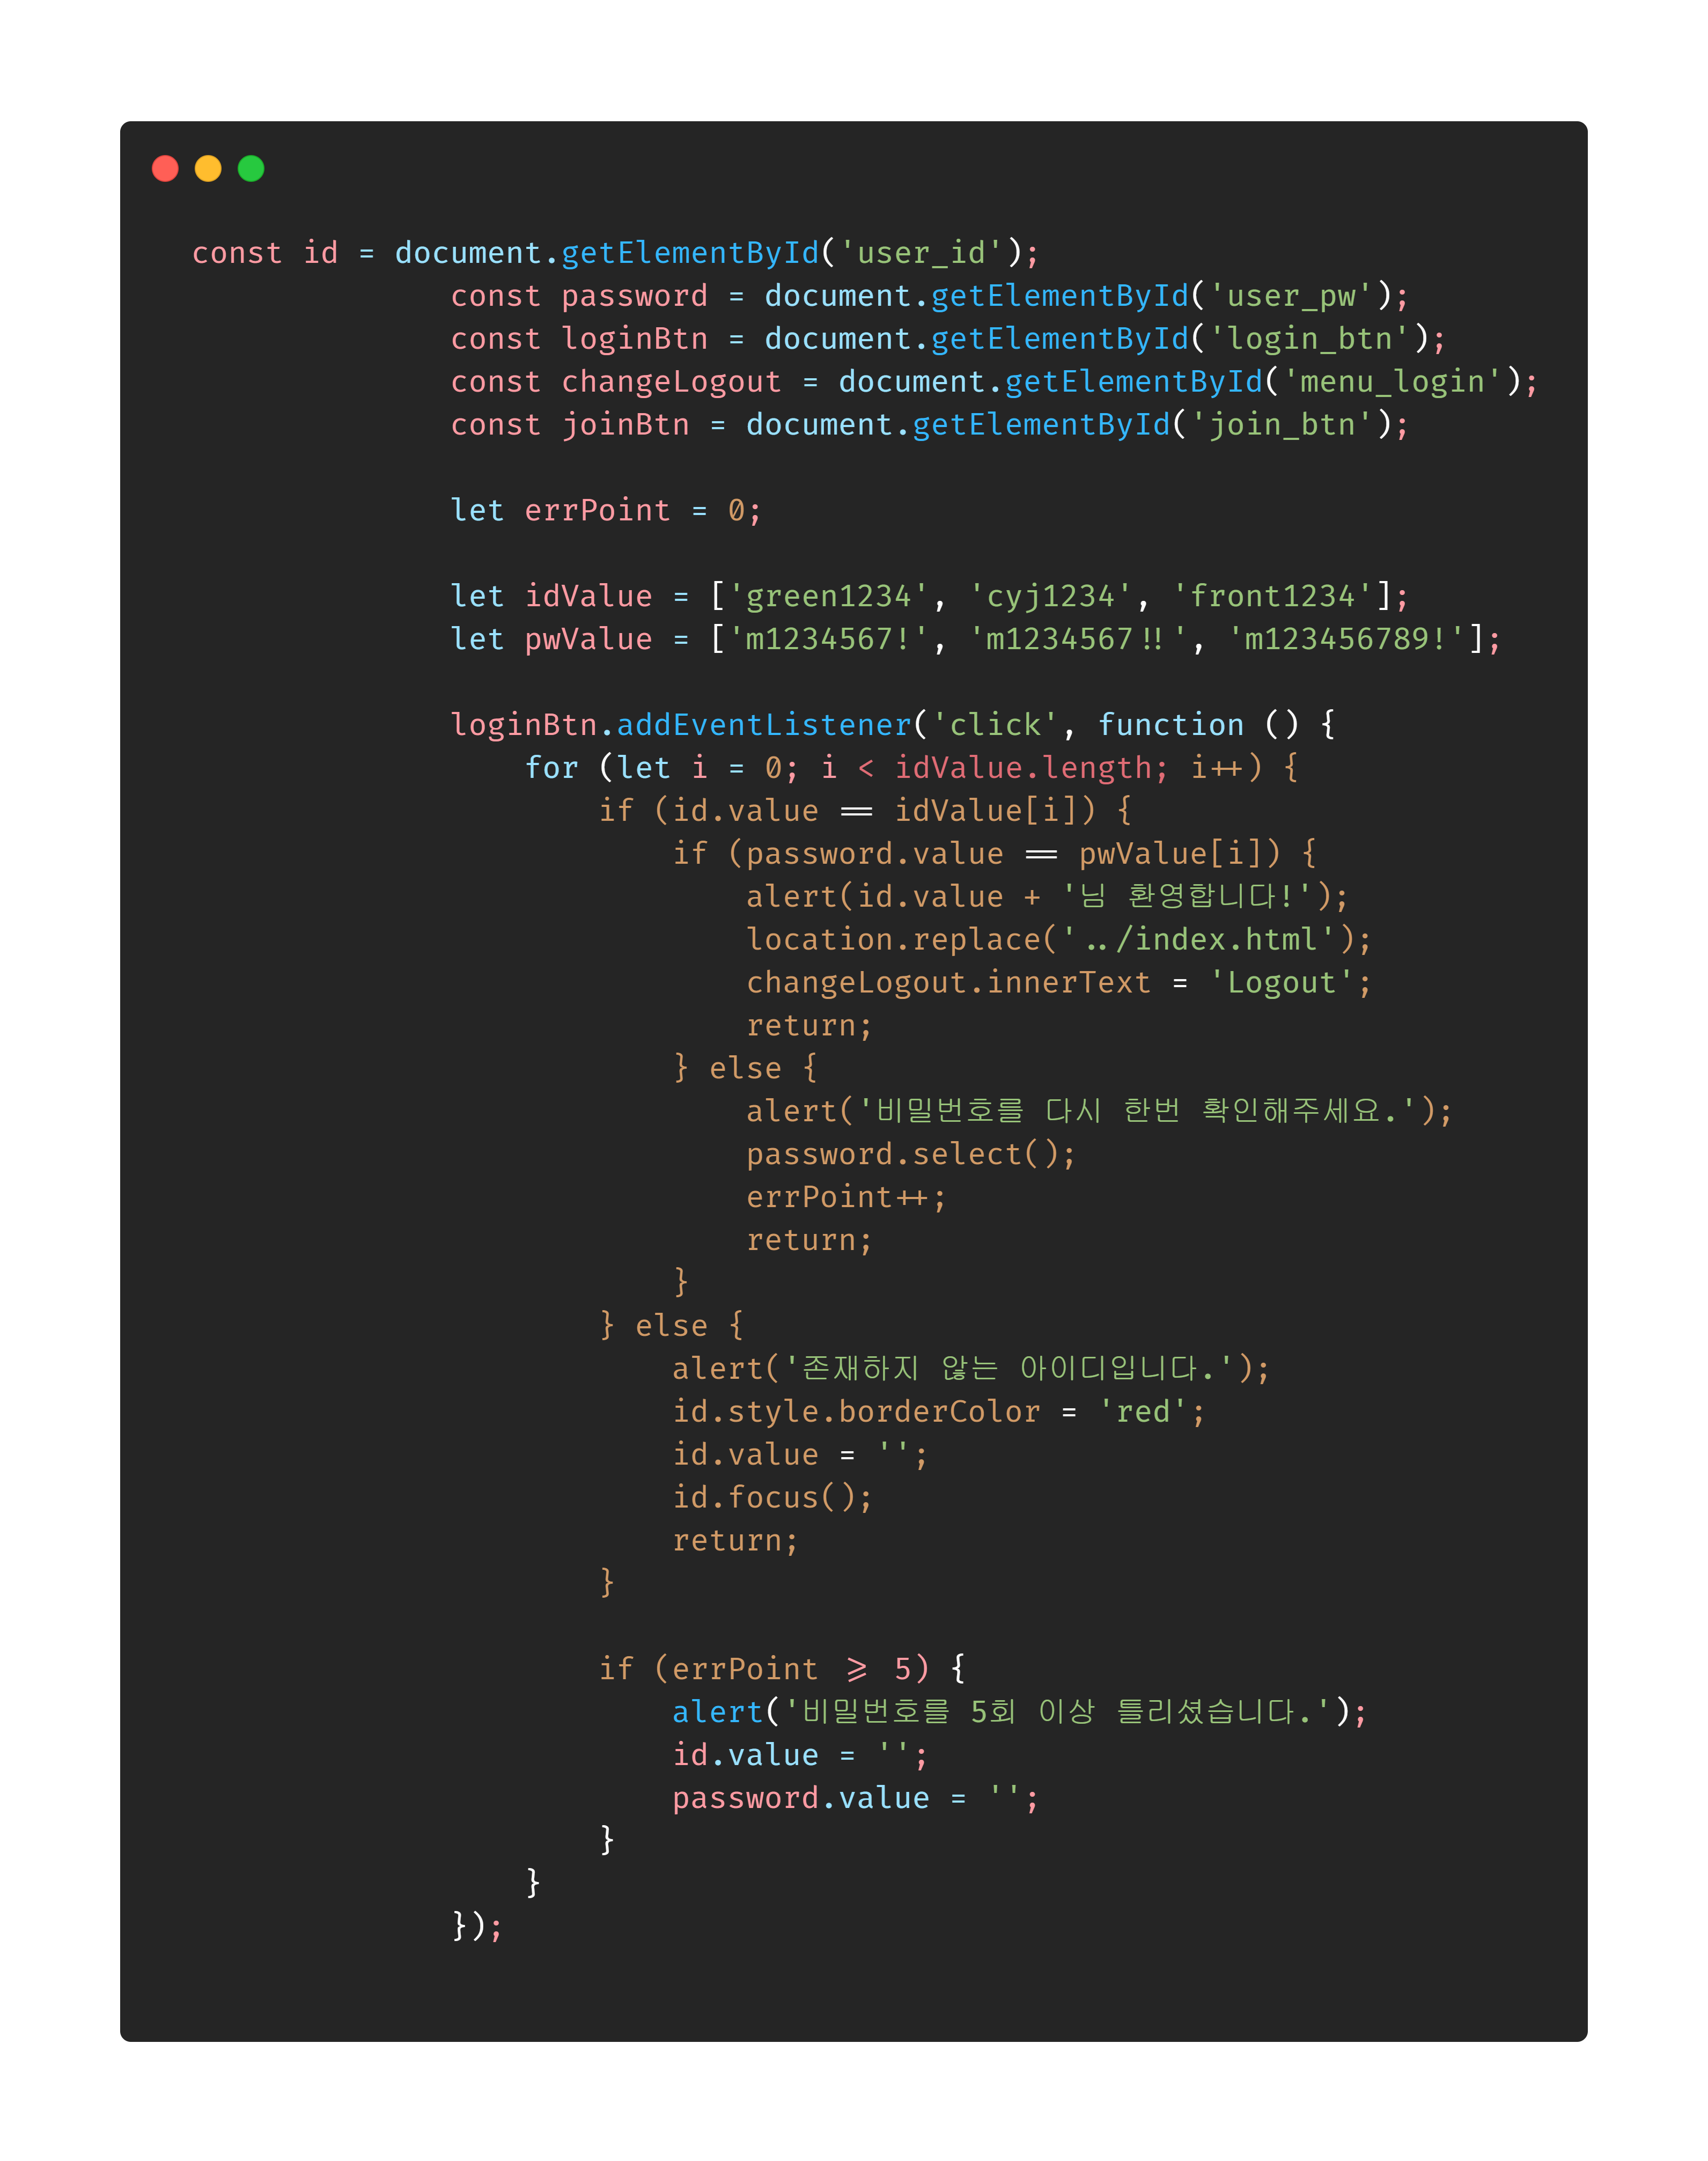 const id = document.getElementById('user_id');
const password = document.getElementById('user_pw');
const loginBtn = document.getElementById('login_btn');
const changeLogout = document.getElementById('menu_login');
const joinBtn = document.getElementById('join_btn');
let errPoint = 0;
let idValue = ['green1234', 'cyj1234', 'front1234'];
let pwValue = ['m1234567!', 'm1234567!!', 'm123456789!'];
loginBtn.addEventListener('click', function () {
for (let i = 0; i < idValue.length; i++) {
if (id.value == idValue[i]) {
if (password.value == pwValue[i]) {
alert(id.value + '님 환영합니다!');
location.replace('../index.html');
changeLogout.innerText = 'Logout';
return;
} else {
alert('비밀번호를 다시 한번 확인해주세요.');
password.select();
errPoint++;
return;
}
} else {
alert('존재하지 않는 아이디입니다.');
id.style.borderColor = 'red';
id.value = '';
id.focus();
return;
}
if (errPoint >= 5) {
alert('비밀번호를 5회 이상 틀리셨습니다.');
id.value = '';
password.value = '';
}
}
});